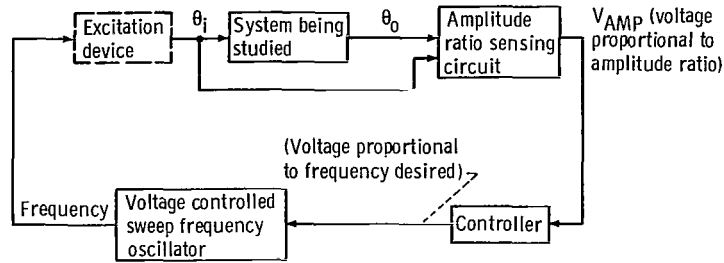 Excitation
device
θi
System being
studied
θo
Amplitude
ratio sensing
circuit
VAMP (voltage
proportional to
amplitude ratio)
(Voltage proportional
to frequency desired)
Frequency
Voltage controlled
sweep frequency
oscillator
Controller